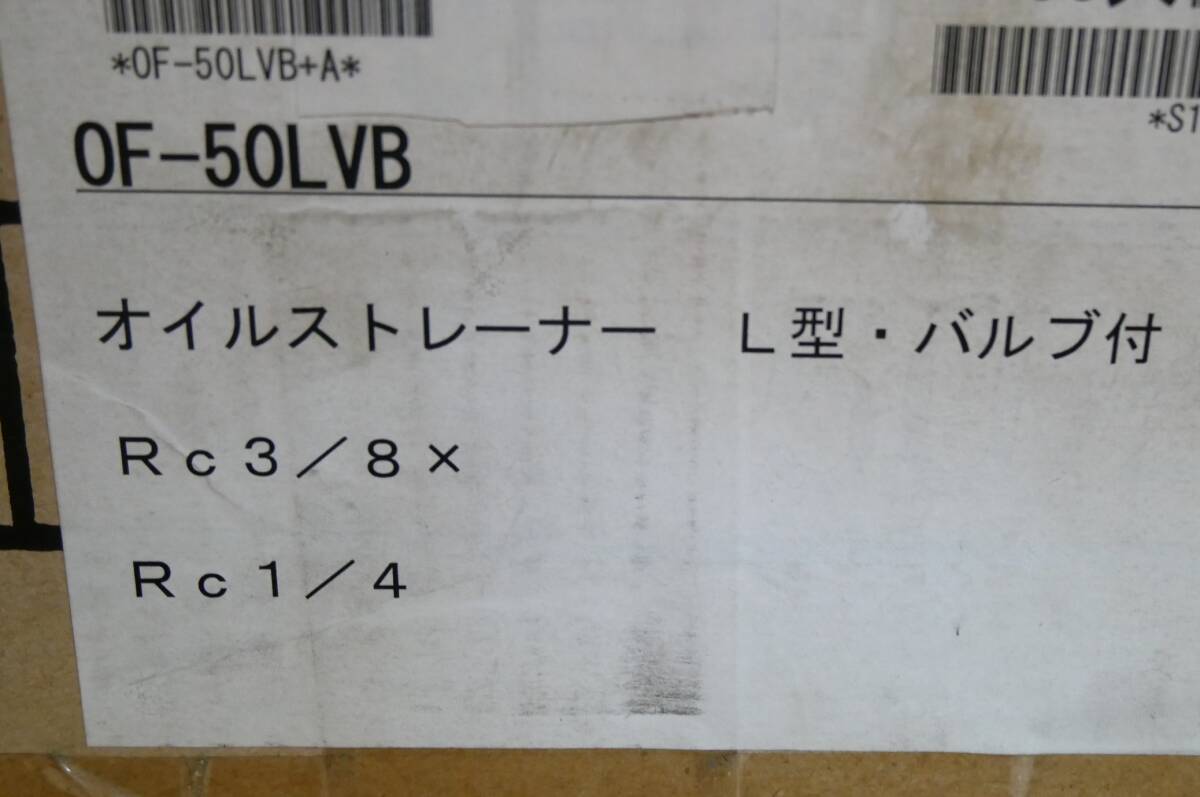 *OF-50LVB+A*
*S1
OF-50LVB
オイルストレーナー　L型・バルブ付
Rc3/8×
Rc1/4